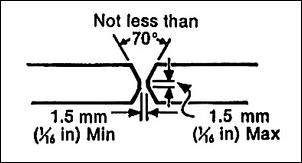 Not less than
70°
1.5 mm
(1/16 in) Min
1.5 mm
(1/16 in) Max